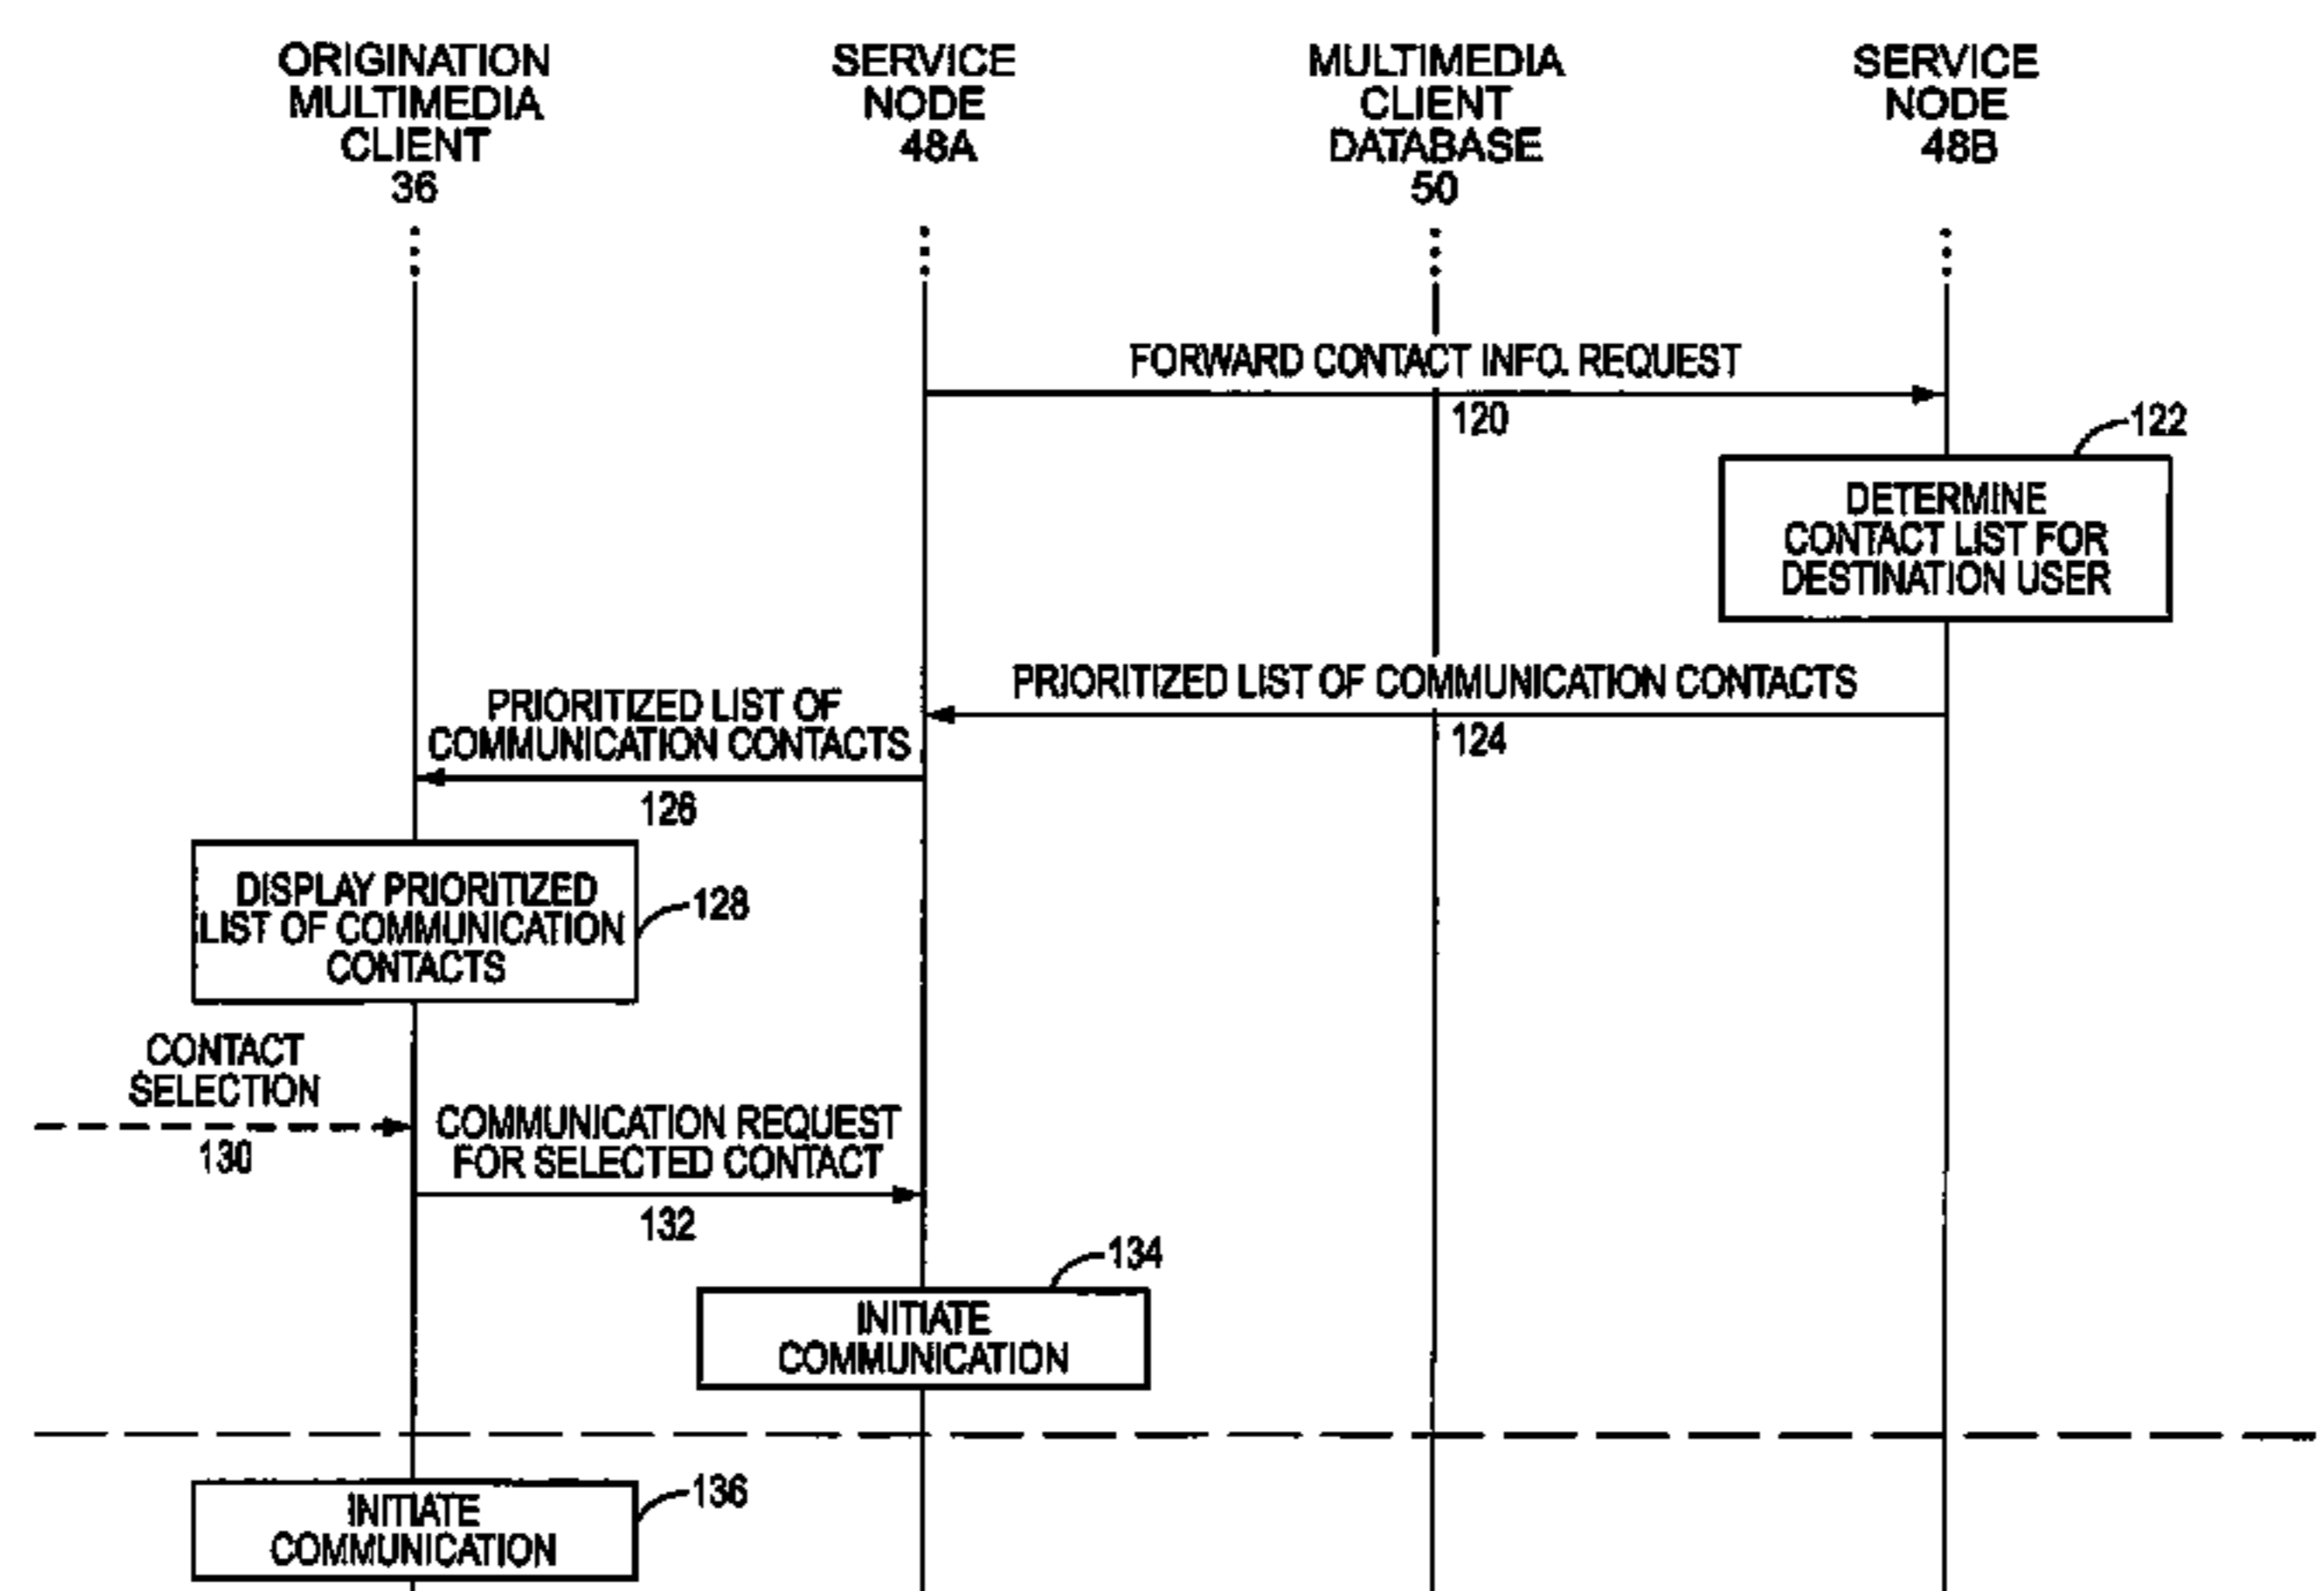 ORIGINATION
MULTIMEDIA
CLIENT
36
SERVICE
NODE
48A
MULTIMEDIA
CLIENT
DATABASE
50
SERVICE
NODE
48B
FORWARD CONTACT INFO. REQUEST
120
122
DETERMINE
CONTACT LIST FOR
DESTINATION USER
PRIORITIZED LIST OF COMMUNICATION CONTACTS
124
PRIORITIZED LIST OF
COMMUNICATION CONTACTS
126
DISPLAY PRIORITIZED
LIST OF COMMUNICATION
CONTACTS
128
CONTACT
SELECTION
130
COMMUNICATION REQUEST
FOR SELECTED CONTACT
132
134
INITIATE
COMMUNICATION
136
INITIATE
COMMUNICATION